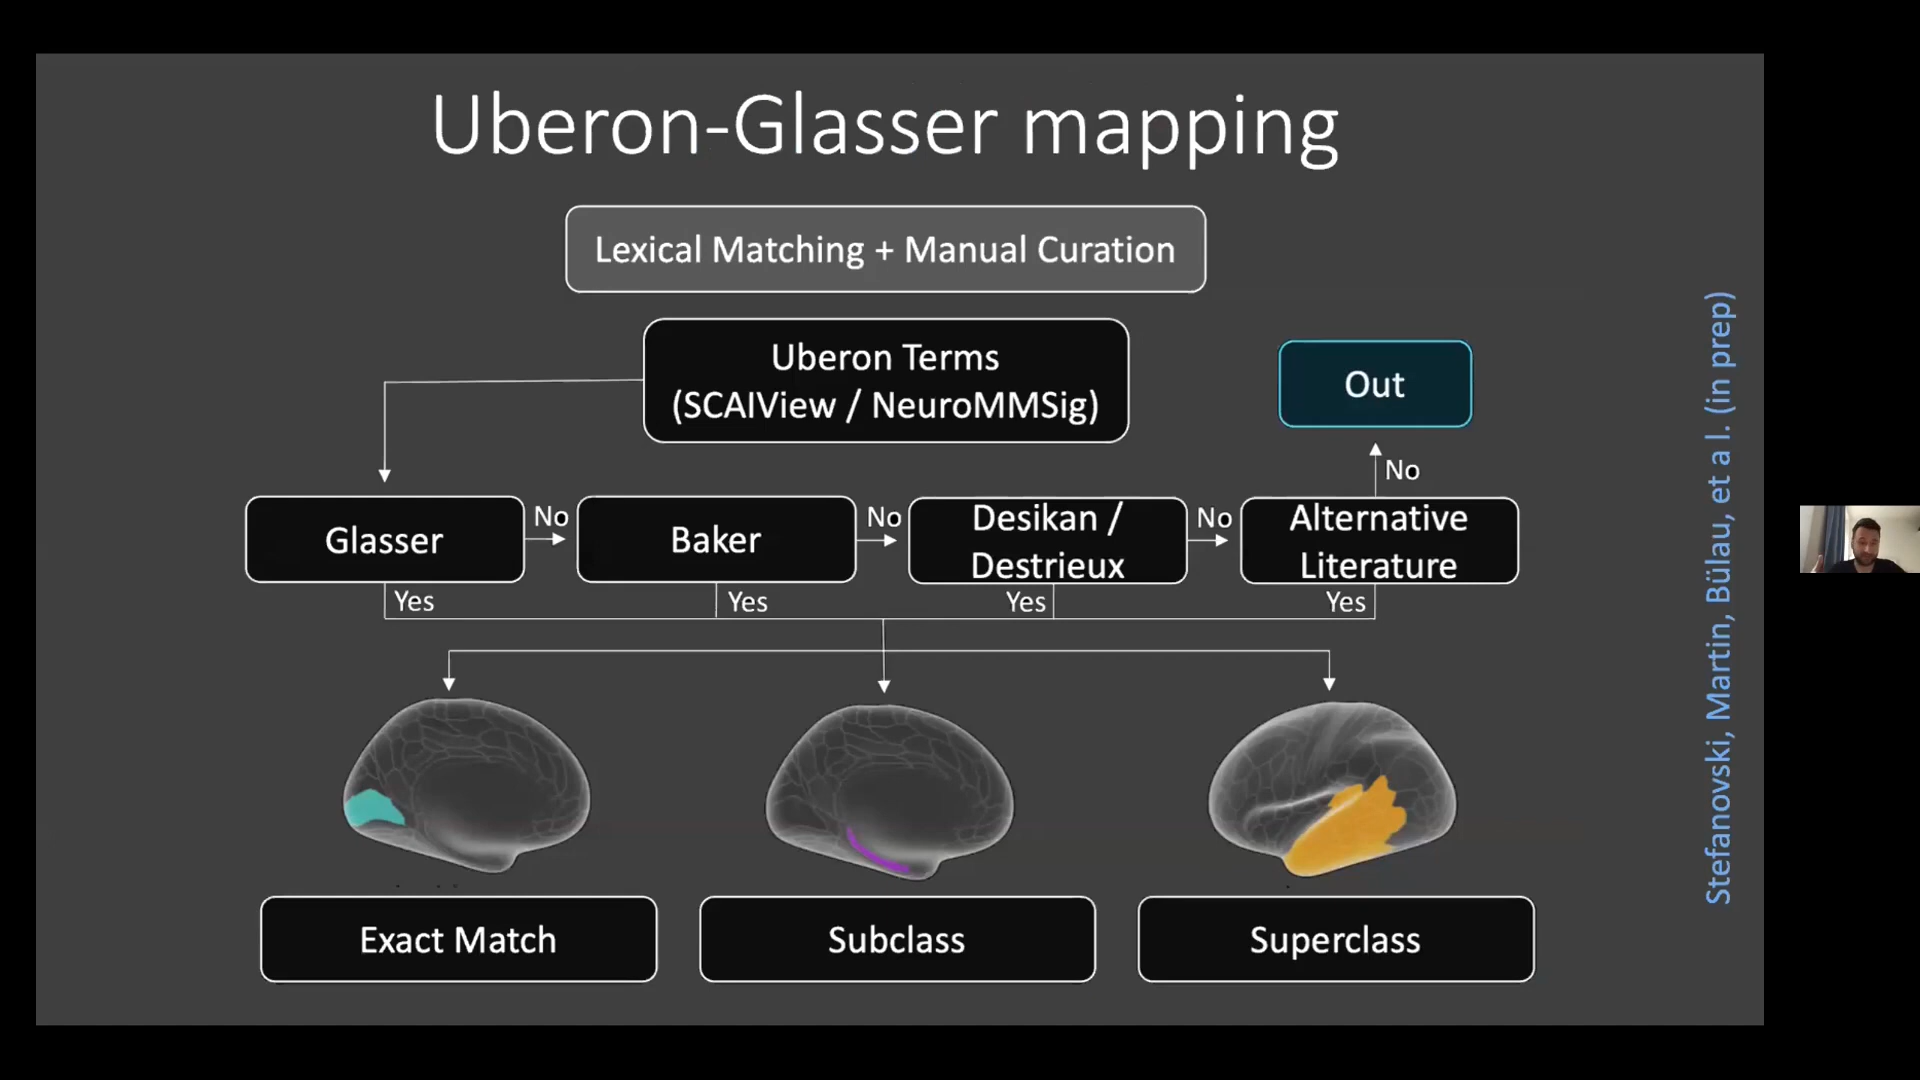 Uberon-Glasser mapping
Lexical Matching + Manual Curation
Uberon Terms
(SCAIView / NeuroMMSig)
Out
No
Glasser
No
Baker
No
Desikan /
Destrieux
No
Alternative
Literature
Yes
Yes
Yes
Yes
Exact Match
Subclass
Superclass
Stefanovski, Martin, Bülau, et a l. (in prep)